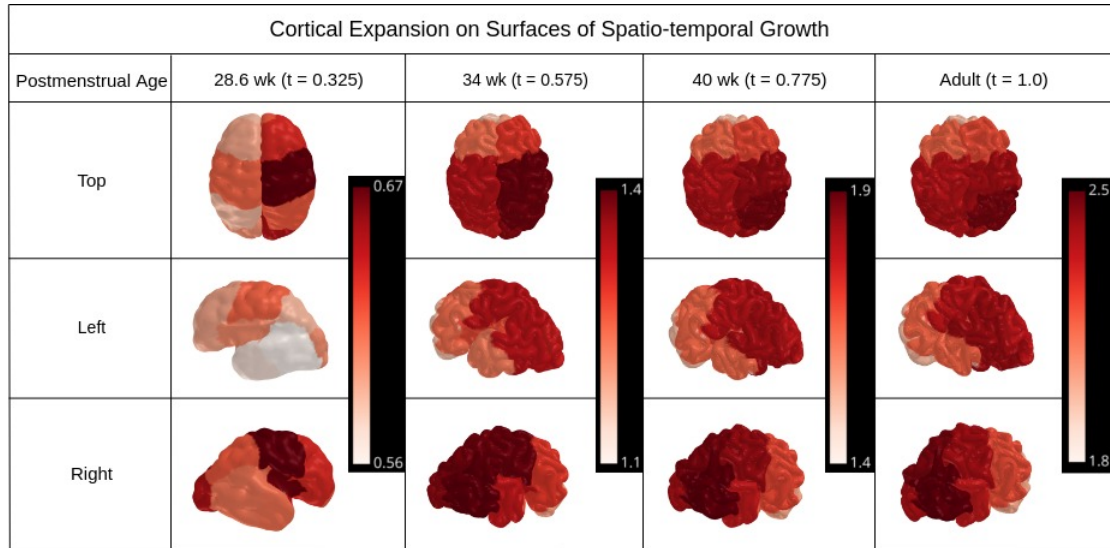 Cortical Expansion on Surfaces of Spatio-temporal Growth
Postmenstrual Age
28.6 wk (t = 0.325)
34 wk (t = 0.575)
40 wk (t = 0.775)
Adult (t = 1.0)
Top
0.67
1.4
1.9
2.5
Left
Right
0.56
1.1
1.4
1.8